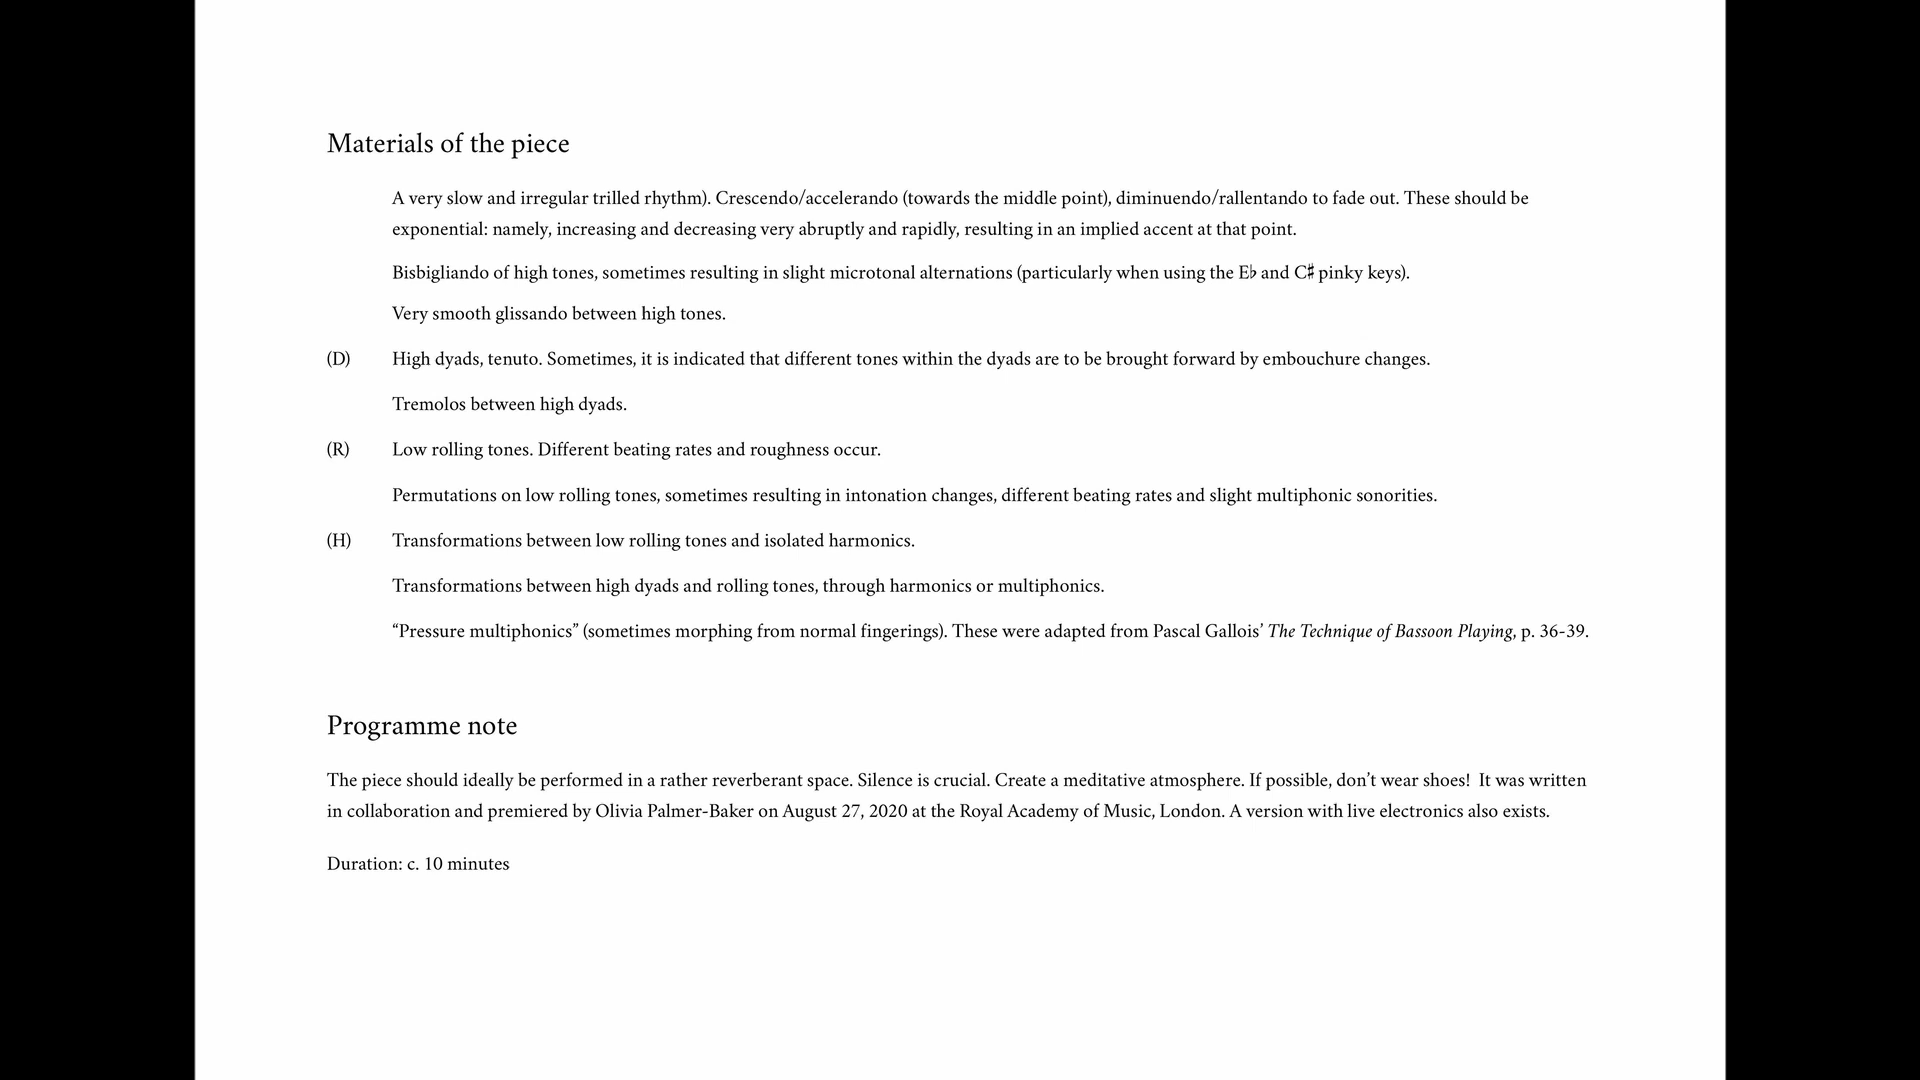 Materials of the piece
A very slow and irregular trilled rhythm). Crescendo/accelerando (towards the middle point), diminuendo/rallentando to fade out. These should be
exponential: namely, increasing and decreasing very abruptly and rapidly, resulting in an implied accent at that point.
Bisbigliando of high tones, sometimes resulting in slight microtonal alternations (particularly when using the E♭ and C♯ pinky keys).
Very smooth glissando between high tones.
(D) High dyads, tenuto. Sometimes, it is indicated that different tones within the dyads are to be brought forward by embouchure changes.
Tremolos between high dyads.
(R) Low rolling tones. Different beating rates and roughness occur.
Permutations on low rolling tones, sometimes resulting in intonation changes, different beating rates and slight multiphonic sonorities.
(H) Transformations between low rolling tones and isolated harmonics.
Transformations between high dyads and rolling tones, through harmonics or multiphonics.
“Pressure multiphonics” (sometimes morphing from normal fingerings). These were adapted from Pascal Gallois’ The Technique of Bassoon Playing, p. 36-39.
Programme note
The piece should ideally be performed in a rather reverberant space. Silence is crucial. Create a meditative atmosphere. If possible, don’t wear shoes!  It was written
in collaboration and premiered by Olivia Palmer-Baker on August 27, 2020 at the Royal Academy of Music, London. A version with live electronics also exists.
Duration: c. 10 minutes